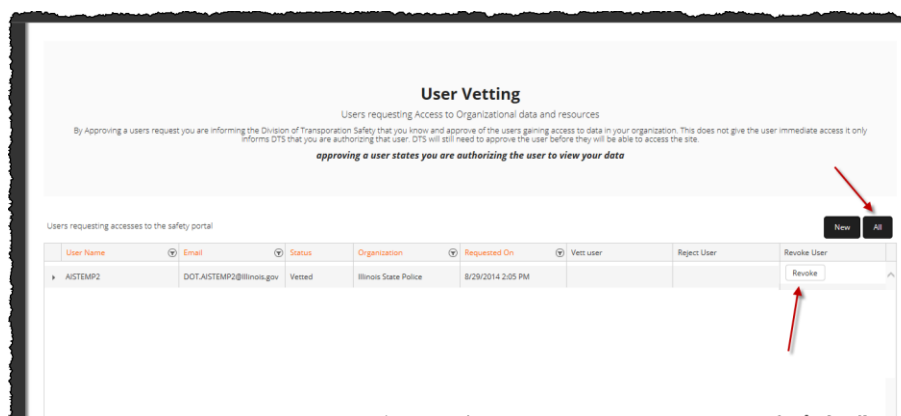 User Vetting
Users requesting Access to Organizational data and resources
By Approving a users request you are informing the Division of Transporation Safety that you know and approve of the users gaining access to data in your organization. This does not give the user immediate access it only
informs DTS that you are authorizing that user. DTS will still need to approve the user before they will be able to access the site.
approving a user states you are authorizing the user to view your data
Users requesting accesses to the safety portal
New All
User Name Email Status Organization Requested On Vett user Reject User Revoke User
AISTEMP2 DOT.AISTEMP2@Illinois.gov Vetted Illinois State Police 8/29/2014 2:05 PM Revoke